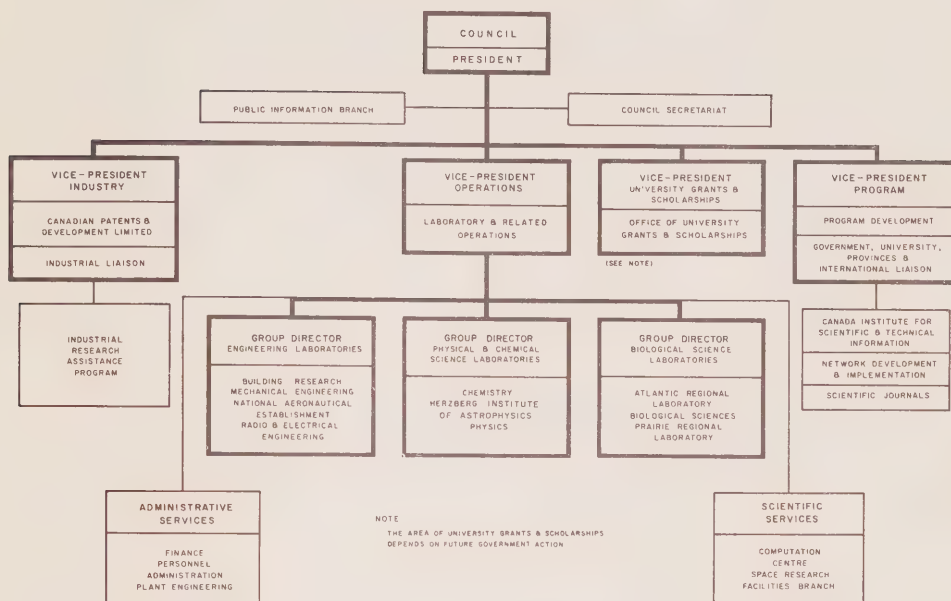 COUNCIL
PRESIDENT
PUBLIC INFORMATION BRANCH
COUNCIL SECRETARIAT
VICE-PRESIDENT
INDUSTRY
CANADIAN PATENTS &
DEVELOPMENT LIMITED
INDUSTRIAL LIAISON
VICE-PRESIDENT
OPERATIONS
LABORATORY & RELATED
OPERATIONS
VICE-PRESIDENT
UNIVERSITY GRANTS &
SCHOLARSHIPS
OFFICE OF UNIVERSITY
GRANTS & SCHOLARSHIPS
(SEE NOTE)
VICE-PRESIDENT
PROGRAM
PROGRAM DEVELOPMENT
GOVERNMENT, UNIVERSITY,
PROVINCES &
INTERNATIONAL LIAISON
INDUSTRIAL
RESEARCH
ASSISTANCE
PROGRAM
GROUP DIRECTOR
ENGINEERING LABORATORIES
BUILDING RESEARCH
MECHANICAL ENGINEERING
NATIONAL AERONAUTICAL
ESTABLISHMENT
RADIO & ELECTRICAL
ENGINEERING
GROUP DIRECTOR
PHYSICAL & CHEMICAL
SCIENCE LABORATORIES
CHEMISTRY
HERZBERG INSTITUTE
OF ASTROPHYSICS
PHYSICS
GROUP DIRECTOR
BIOLOGICAL SCIENCE
LABORATORIES
ATLANTIC REGIONAL
LABORATORY
BIOLOGICAL SCIENCES
PRAIRIE REGIONAL
LABORATORY
CANADA INSTITUTE FOR
SCIENTIFIC & TECHNICAL
INFORMATION
NETWORK DEVELOPMENT
& IMPLEMENTATION
SCIENTIFIC JOURNALS
ADMINISTRATIVE
SERVICES
FINANCE
PERSONNEL
ADMINISTRATION
PLANT ENGINEERING
NOTE
THE AREA OF UNIVERSITY GRANTS & SCHOLARSHIPS
DEPENDS ON FUTURE GOVERNMENT ACTION
SCIENTIFIC
SERVICES
COMPUTATION
CENTRE
SPACE RESEARCH
FACILITIES BRANCH